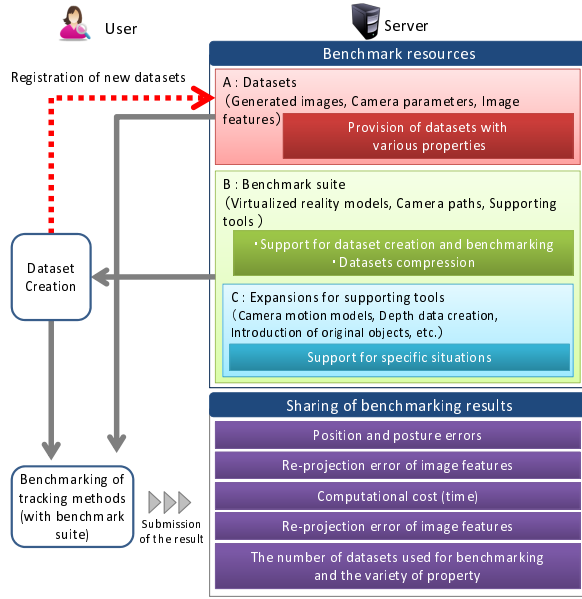 User
Server
Registration of new datasets
Benchmark resources
A : Datasets
(Generated images, Camera parameters, Image
features)
Provision of datasets with
various properties
B : Benchmark suite
(Virtualized reality models, Camera paths, Supporting
tools )
・Support for dataset creation and benchmarking
・Datasets compression
Dataset
Creation
C : Expansions for supporting tools
(Camera motion models, Depth data creation,
Introduction of original objects, etc.)
Support for specific situations
Sharing of benchmarking results
Position and posture errors
Re-projection error of image features
Computational cost (time)
Re-projection error of image features
The number of datasets used for benchmarking
and the variety of property
Benchmarking of
tracking methods
(with benchmark
suite)
Submission
of the result